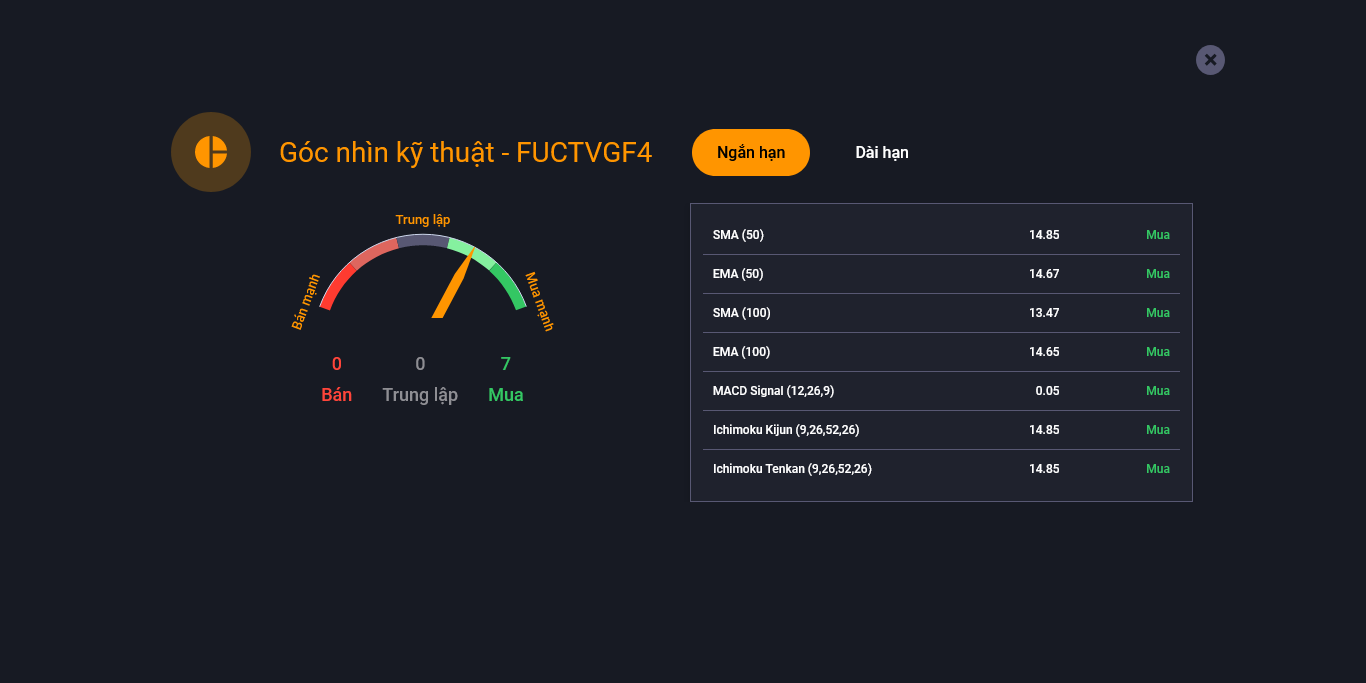 Góc nhìn kỹ thuật - FUCTVGF4
Ngắn hạn
Dài hạn
Trung lập
Bán mạnh
Mua mạnh
0 0 7
Bán Trung lập Mua
SMA (50) 14.85 Mua
EMA (50) 14.67 Mua
SMA (100) 13.47 Mua
EMA (100) 14.65 Mua
MACD Signal (12,26,9) 0.05 Mua
Ichimoku Kijun (9,26,52,26) 14.85 Mua
Ichimoku Tenkan (9,26,52,26) 14.85 Mua